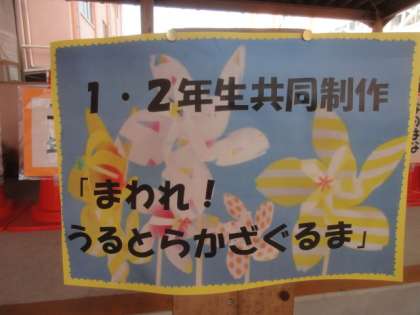 １・２年生共同制作
「まわれ！
うるとらかざぐるま」